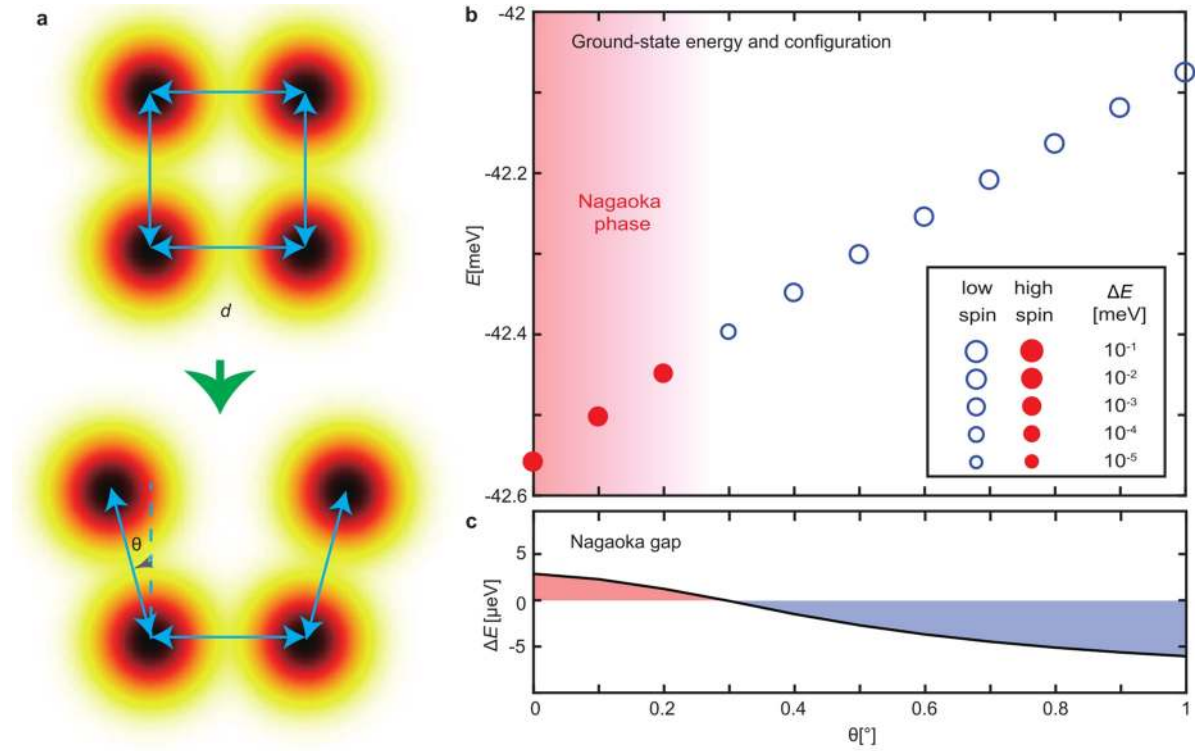 a
d
θ
b
Ground-state energy and configuration
Nagaoka
phase
E[meV]
-42
-42.2
-42.4
-42.6
low
spin
high
spin
ΔE
[meV]
10⁻¹
10⁻²
10⁻³
10⁻⁴
10⁻⁵
c
Nagaoka gap
ΔE[µeV]
5
0
-5
0
0.2
0.4
0.6
0.8
1
θ[°]